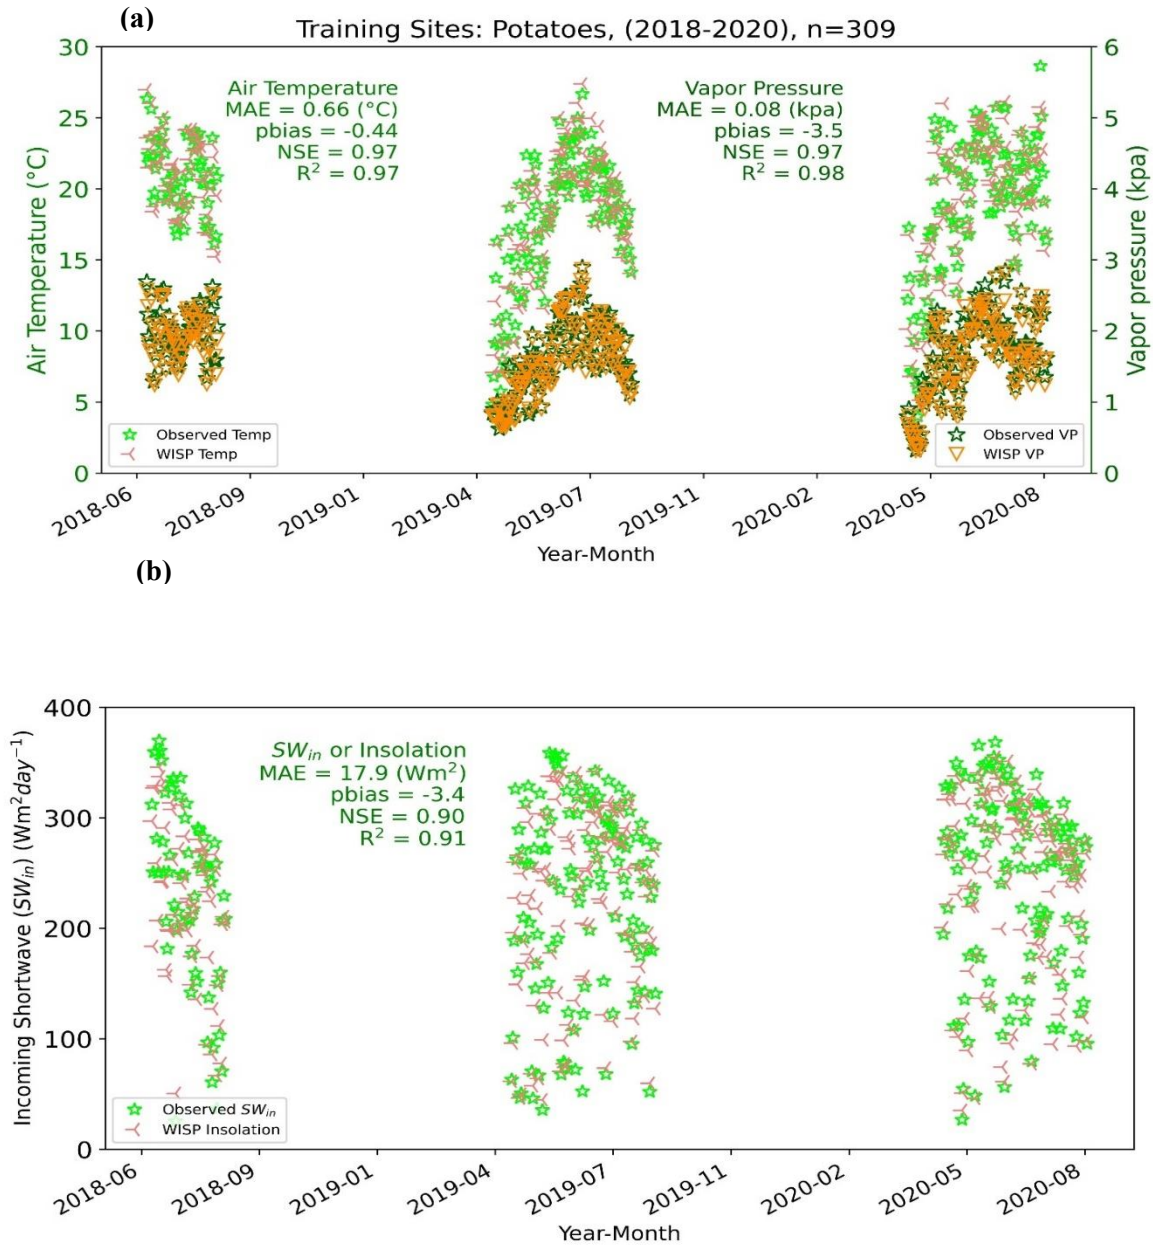 (a)
Training Sites: Potatoes, (2018-2020), n=309
30
25
20
15
10
5
0
Air Temperature (°C)
Air Temperature
MAE = 0.66 (°C)
pbias = -0.44
NSE = 0.97
R² = 0.97
Vapor Pressure
MAE = 0.08 (kpa)
pbias = -3.5
NSE = 0.97
R² = 0.98
6
5
4
3
2
1
0
Vapor pressure (kpa)
Observed Temp
WISP Temp
Observed VP
WISP VP
2018-06
2018-09
2019-01
2019-04
2019-07
2019-11
2020-02
2020-05
2020-08
Year-Month
(b)
400
300
200
100
0
Incoming Shortwave (SWin) (Wm²day⁻¹)
SWin or Insolation
MAE = 17.9 (Wm²)
pbias = -3.4
NSE = 0.90
R² = 0.91
Observed SWin
WISP Insolation
2018-06
2018-09
2019-01
2019-04
2019-07
2019-11
2020-02
2020-05
2020-08
Year-Month